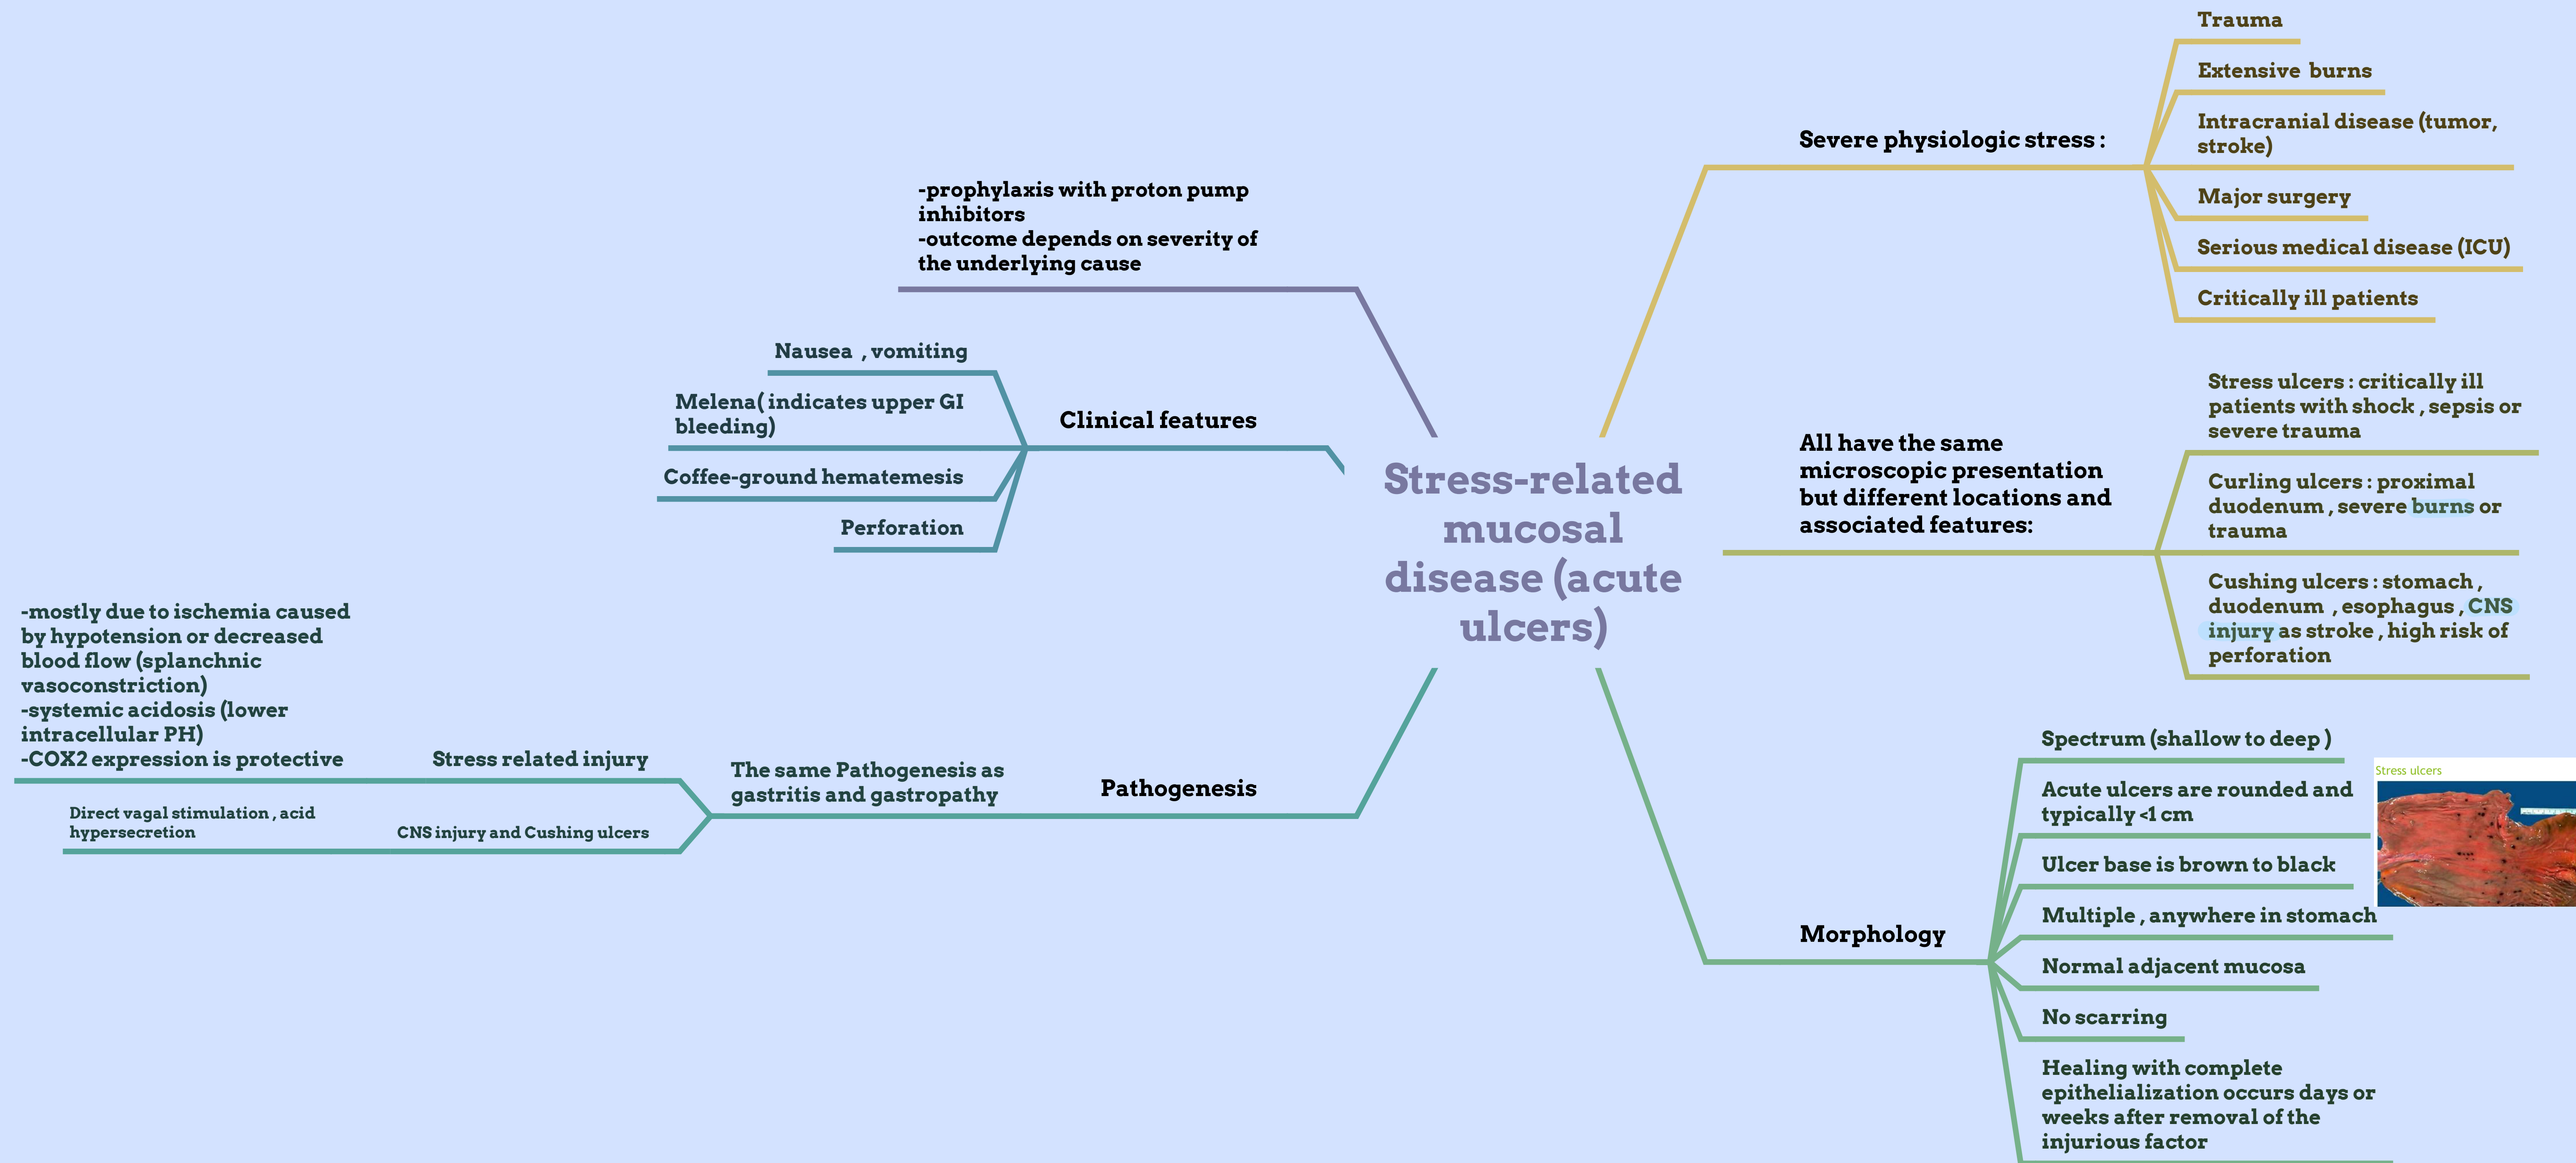 Stress-related
mucosal
disease (acute
ulcers)
Severe physiologic stress :
Trauma
Extensive  burns
Intracranial disease (tumor,
stroke)
Major surgery
Serious medical disease (ICU)
Critically ill patients
All have the same
microscopic presentation
but different locations and
associated features:
Stress ulcers : critically ill
patients with shock , sepsis or
severe trauma
Curling ulcers : proximal
duodenum , severe burns or
trauma
Cushing ulcers : stomach ,
duodenum  , esophagus , CNS
injury as stroke , high risk of
perforation
Morphology
Spectrum (shallow to deep )
Acute ulcers are rounded and
typically <1 cm
Ulcer base is brown to black
Multiple , anywhere in stomach
Normal adjacent mucosa
No scarring
Healing with complete
epithelialization occurs days or
weeks after removal of the
injurious factor
Stress ulcers
-prophylaxis with proton pump
inhibitors
-outcome depends on severity of
the underlying cause
Clinical features
Nausea  , vomiting
Melena( indicates upper GI
bleeding)
Coffee-ground hematemesis
Perforation
Pathogenesis
The same Pathogenesis as
gastritis and gastropathy
Stress related injury
-mostly due to ischemia caused
by hypotension or decreased
blood flow (splanchnic
vasoconstriction)
-systemic acidosis (lower
intracellular PH)
-COX2 expression is protective
CNS injury and Cushing ulcers
Direct vagal stimulation , acid
hypersecretion